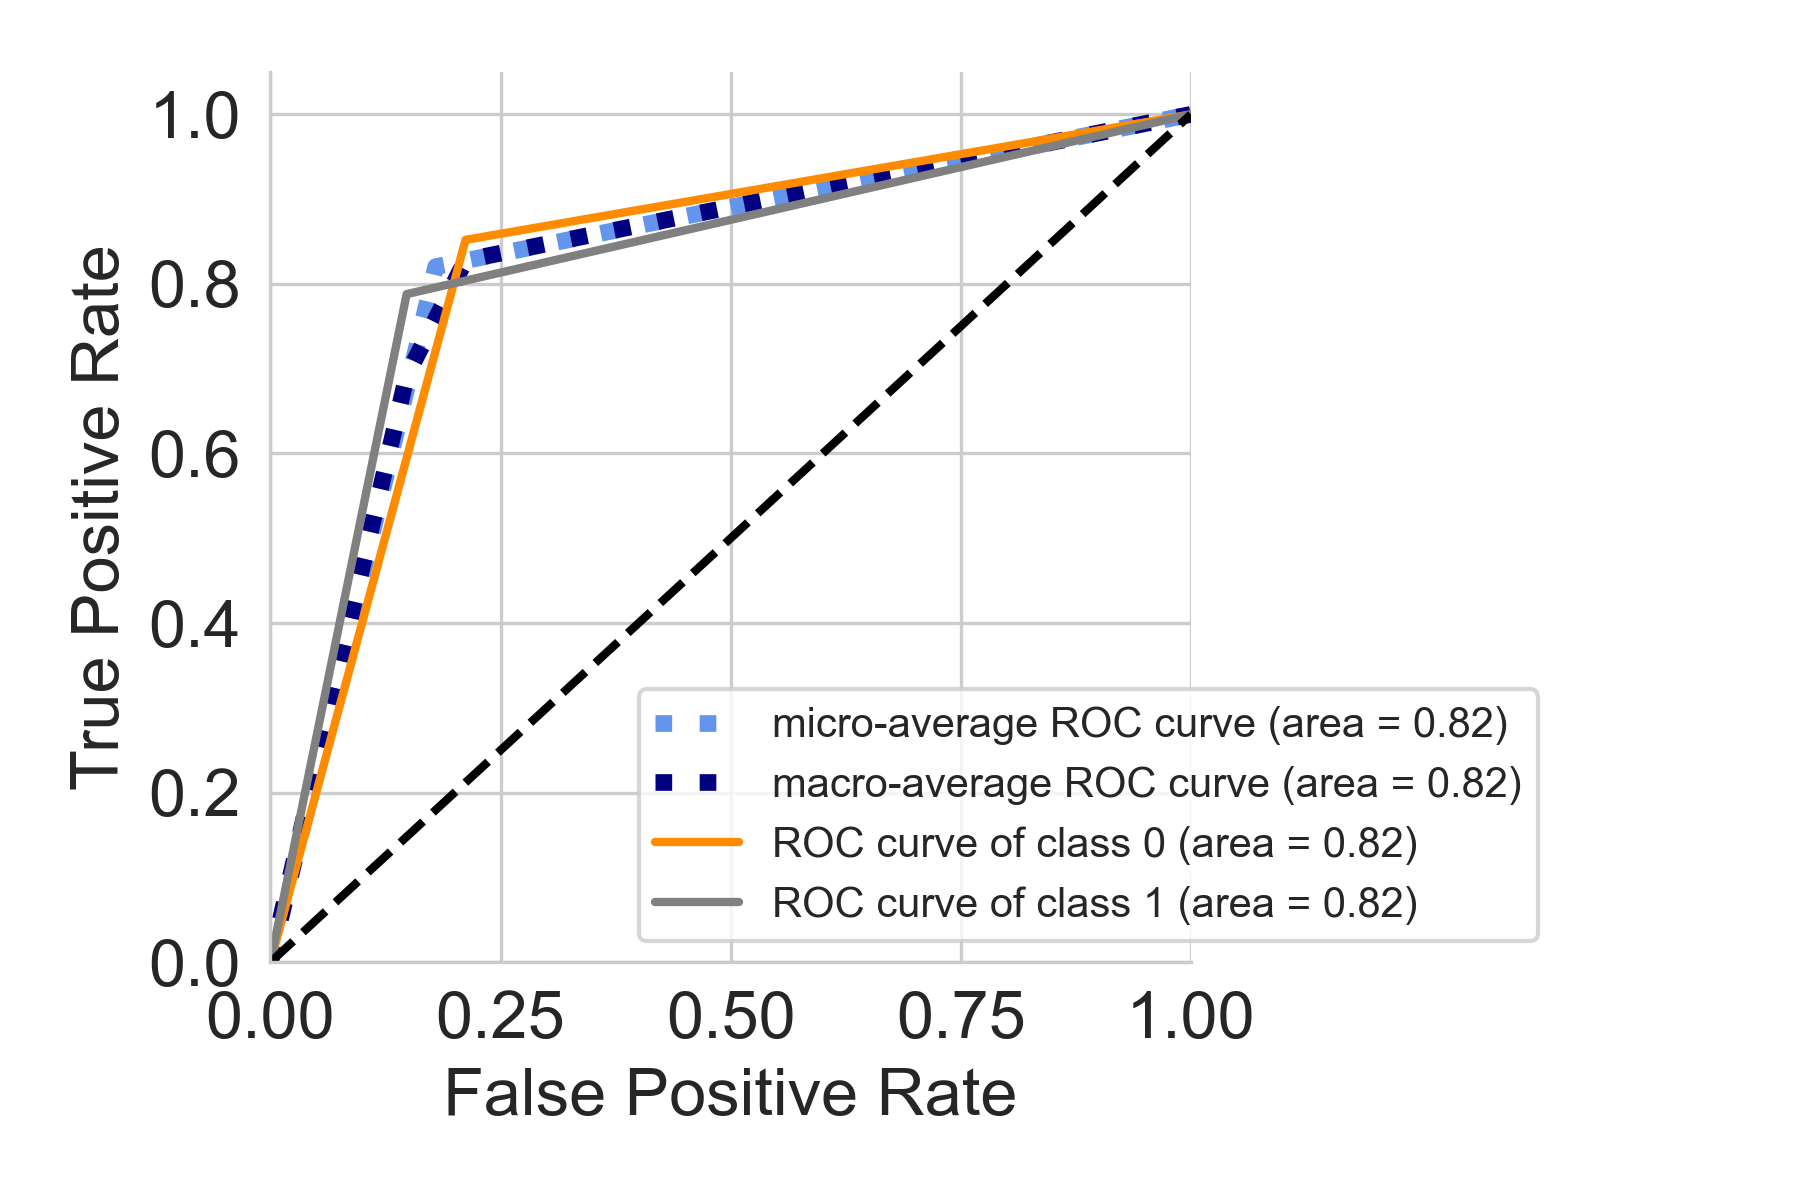 True Positive Rate
1.0
0.8
0.6
0.4
0.2
0.0
micro-average ROC curve (area = 0.82)
macro-average ROC curve (area = 0.82)
ROC curve of class 0 (area = 0.82)
ROC curve of class 1 (area = 0.82)
0.00 0.25 0.50 0.75 1.00
False Positive Rate